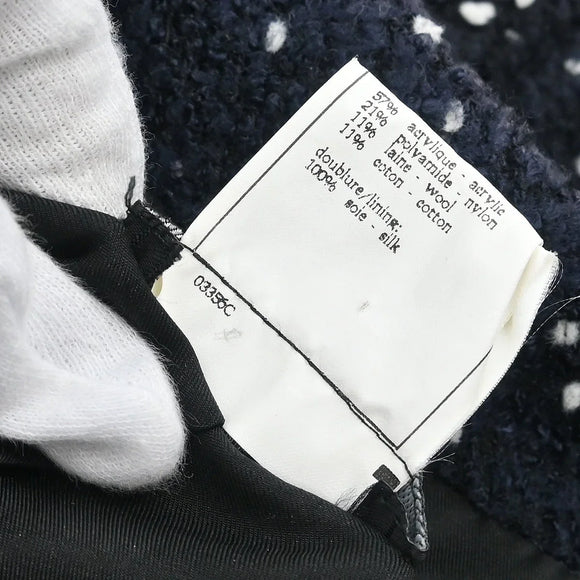 57% acrylique - acrylic
21% polyamide - nylon
11% laine - wool
11% coton - cotton
doublure/lining:
100% soie - silk
03356C